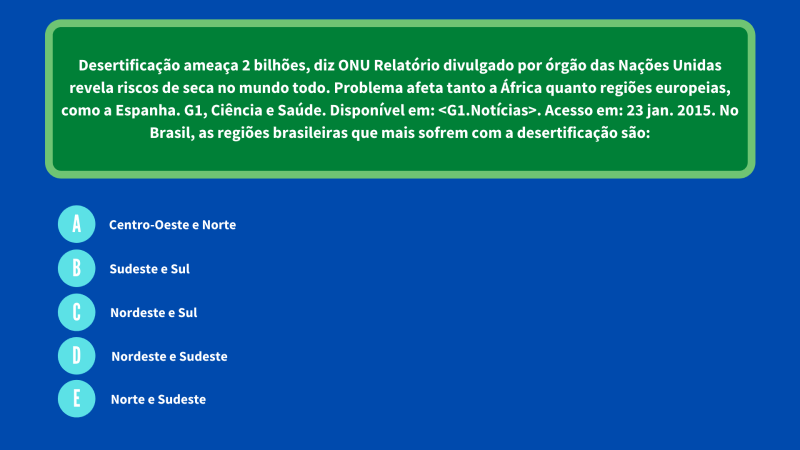 Desertificação ameaça 2 bilhões, diz ONU Relatório divulgado por órgão das Nações Unidas
revela riscos de seca no mundo todo. Problema afeta tanto a África quanto regiões europeias,
como a Espanha. G1, Ciência e Saúde. Disponível em: <G1.Notícias>. Acesso em: 23 jan. 2015. No
Brasil, as regiões brasileiras que mais sofrem com a desertificação são:
A Centro-Oeste e Norte
B Sudeste e Sul
C Nordeste e Sul
D Nordeste e Sudeste
E Norte e Sudeste